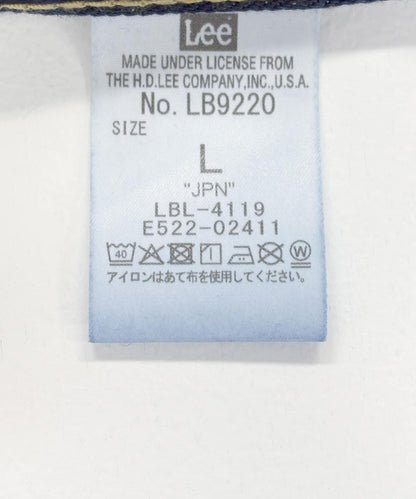 Lee
MADE UNDER LICENSE FROM
THE H.D.LEE COMPANY,INC.,U.S.A.
No. LB9220
SIZE
L
"JPN"
LBL-4119
E522-02411
40 W
アイロンはあて布を使用してください。